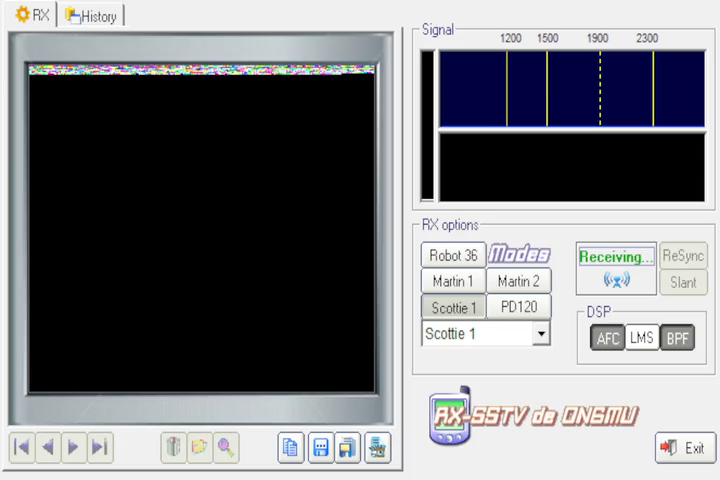 RX
History
Signal
1200 1500 1900 2300
RX options
Robot 36
Modes
Martin 1
Martin 2
Scottie 1
PD120
Scottie 1
Receiving...
ReSync
Slant
DSP
AFC
LMS
BPF
RX-SSTV de ON6MU
Exit